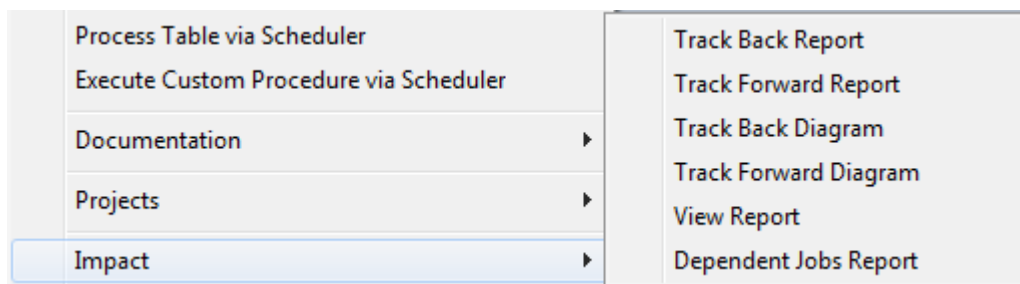 Process Table via Scheduler
Execute Custom Procedure via Scheduler
Documentation
Projects
Impact
Track Back Report
Track Forward Report
Track Back Diagram
Track Forward Diagram
View Report
Dependent Jobs Report